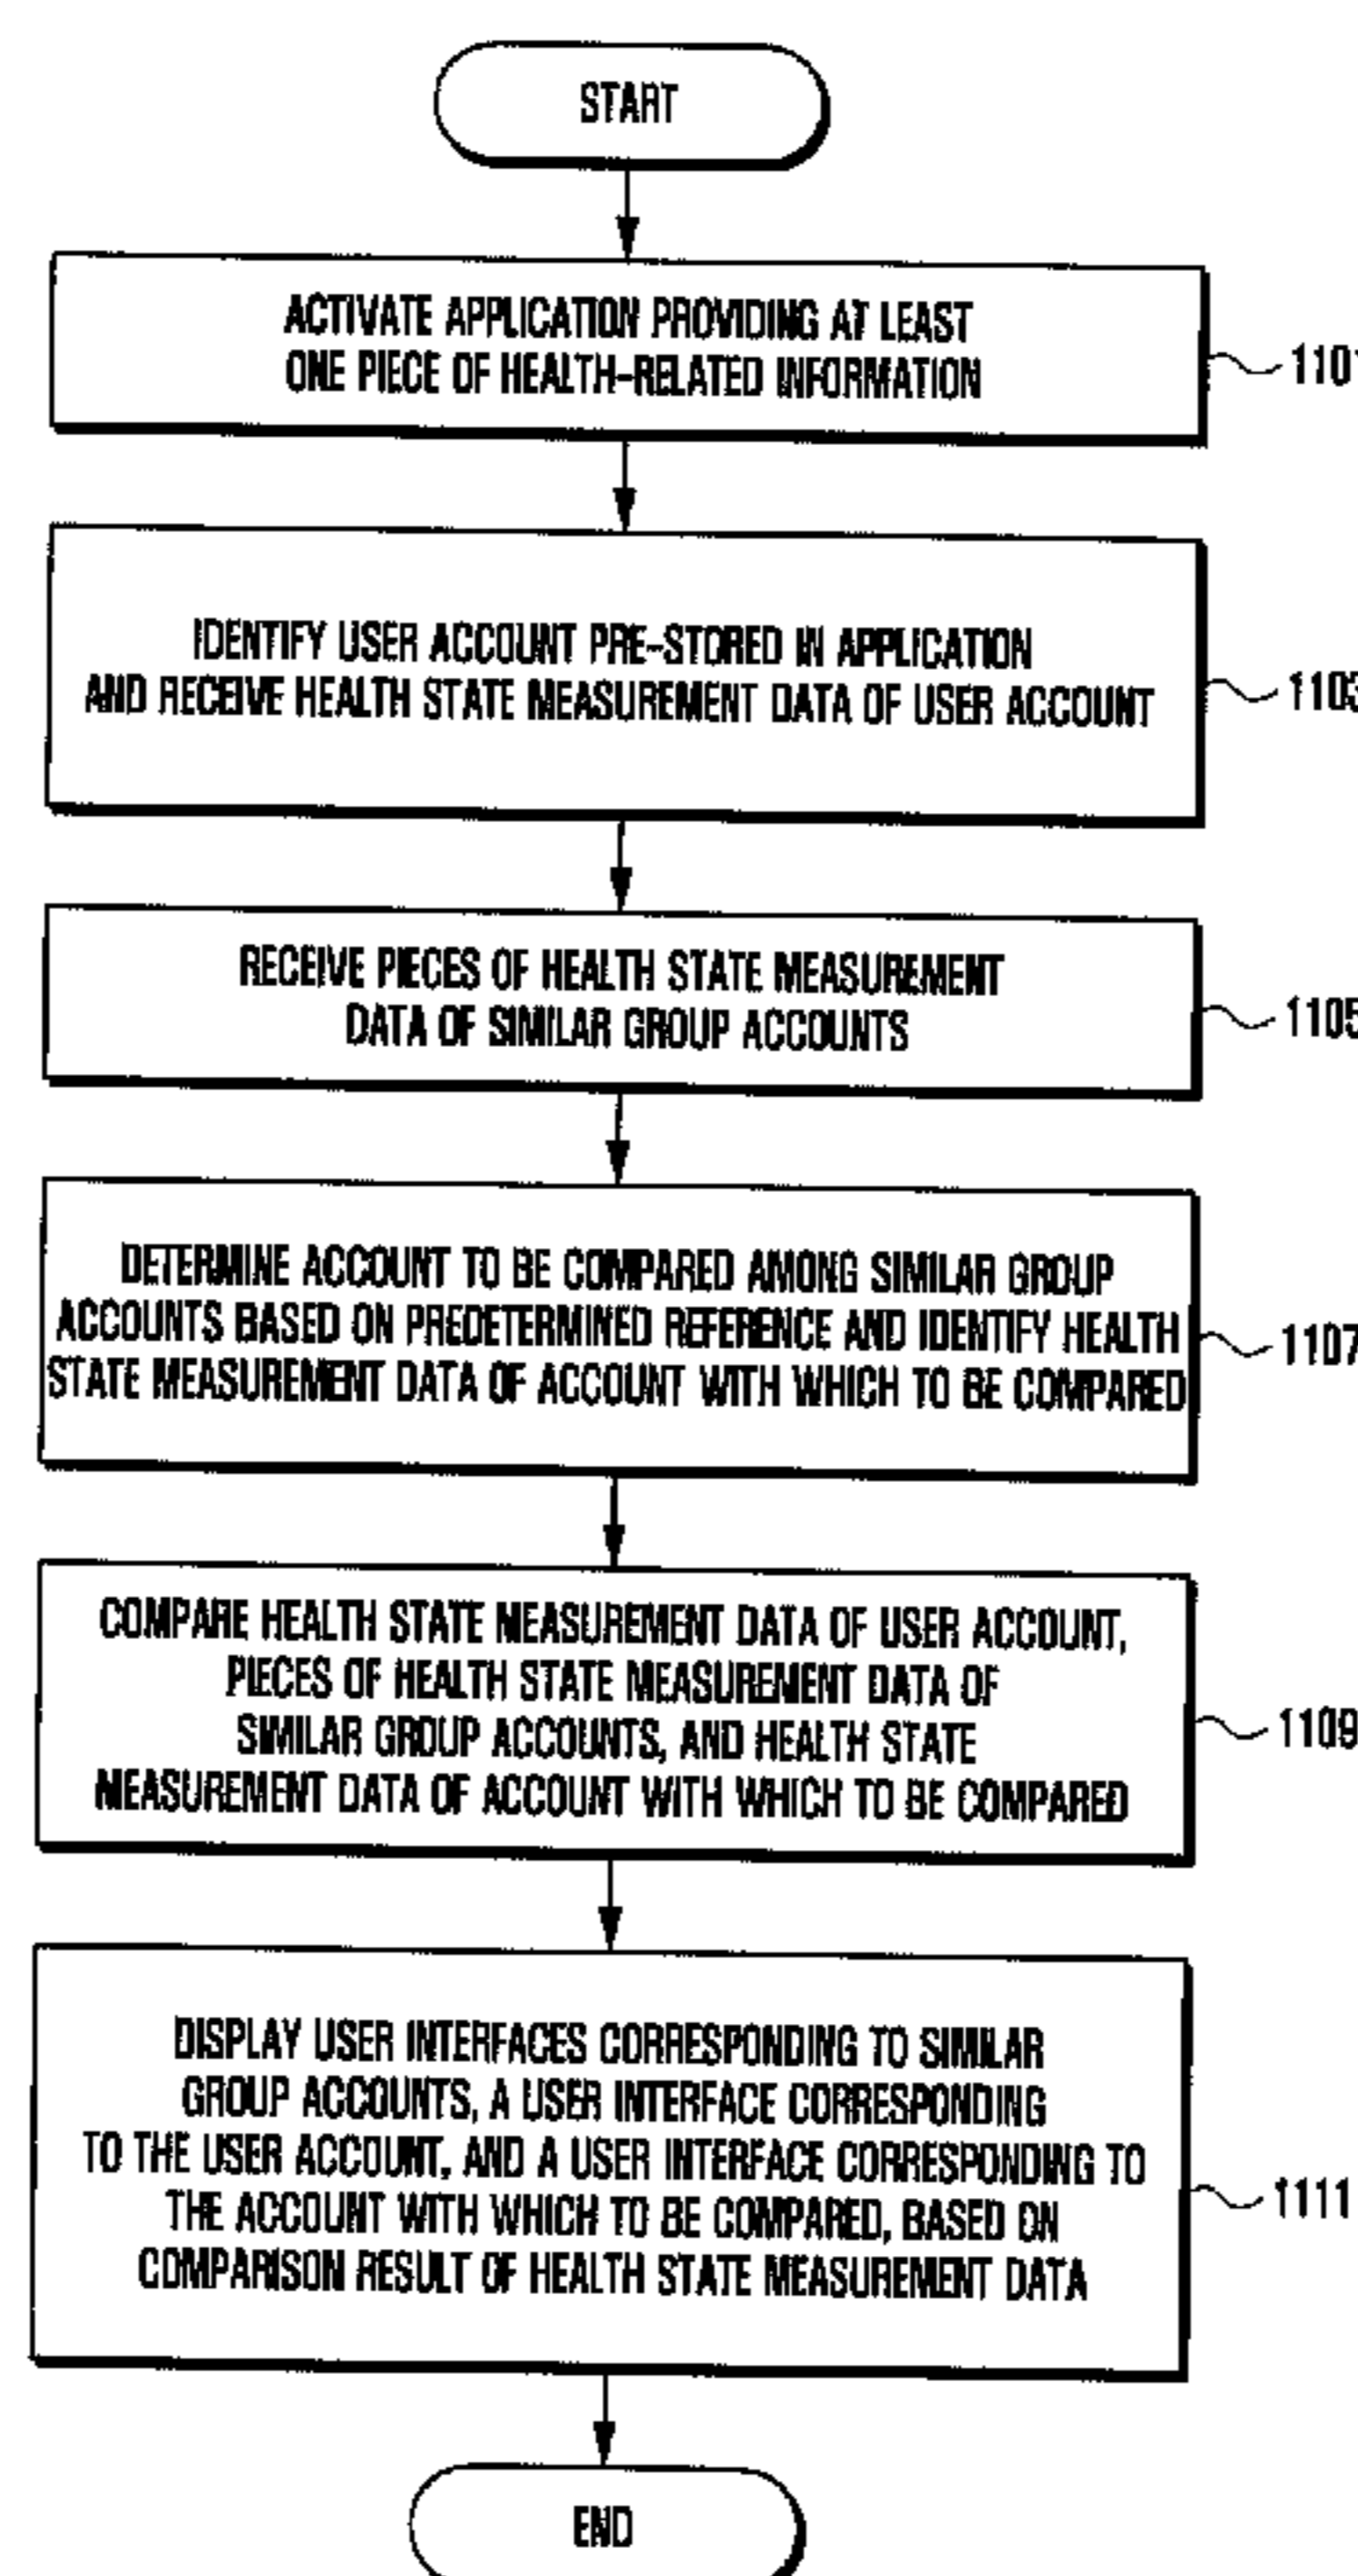 START
ACTIVATE APPLICATION PROVIDING AT LEAST
ONE PIECE OF HEALTH-RELATED INFORMATION
1101
IDENTIFY USER ACCOUNT PRE-STORED IN APPLICATION
AND RECEIVE HEALTH STATE MEASUREMENT DATA OF USER ACCOUNT
1103
RECEIVE PIECES OF HEALTH STATE MEASUREMENT
DATA OF SIMILAR GROUP ACCOUNTS
1105
DETERMINE ACCOUNT TO BE COMPARED AMONG SIMILAR GROUP
ACCOUNTS BASED ON PREDETERMINED REFERENCE AND IDENTIFY HEALTH
STATE MEASUREMENT DATA OF ACCOUNT WITH WHICH TO BE COMPARED
1107
COMPARE HEALTH STATE MEASUREMENT DATA OF USER ACCOUNT,
PIECES OF HEALTH STATE MEASUREMENT DATA OF
SIMILAR GROUP ACCOUNTS, AND HEALTH STATE
MEASUREMENT DATA OF ACCOUNT WITH WHICH TO BE COMPARED
1109
DISPLAY USER INTERFACES CORRESPONDING TO SIMILAR
GROUP ACCOUNTS, A USER INTERFACE CORRESPONDING
TO THE USER ACCOUNT, AND A USER INTERFACE CORRESPONDING TO
THE ACCOUNT WITH WHICH TO BE COMPARED, BASED ON
COMPARISON RESULT OF HEALTH STATE MEASUREMENT DATA
1111
END